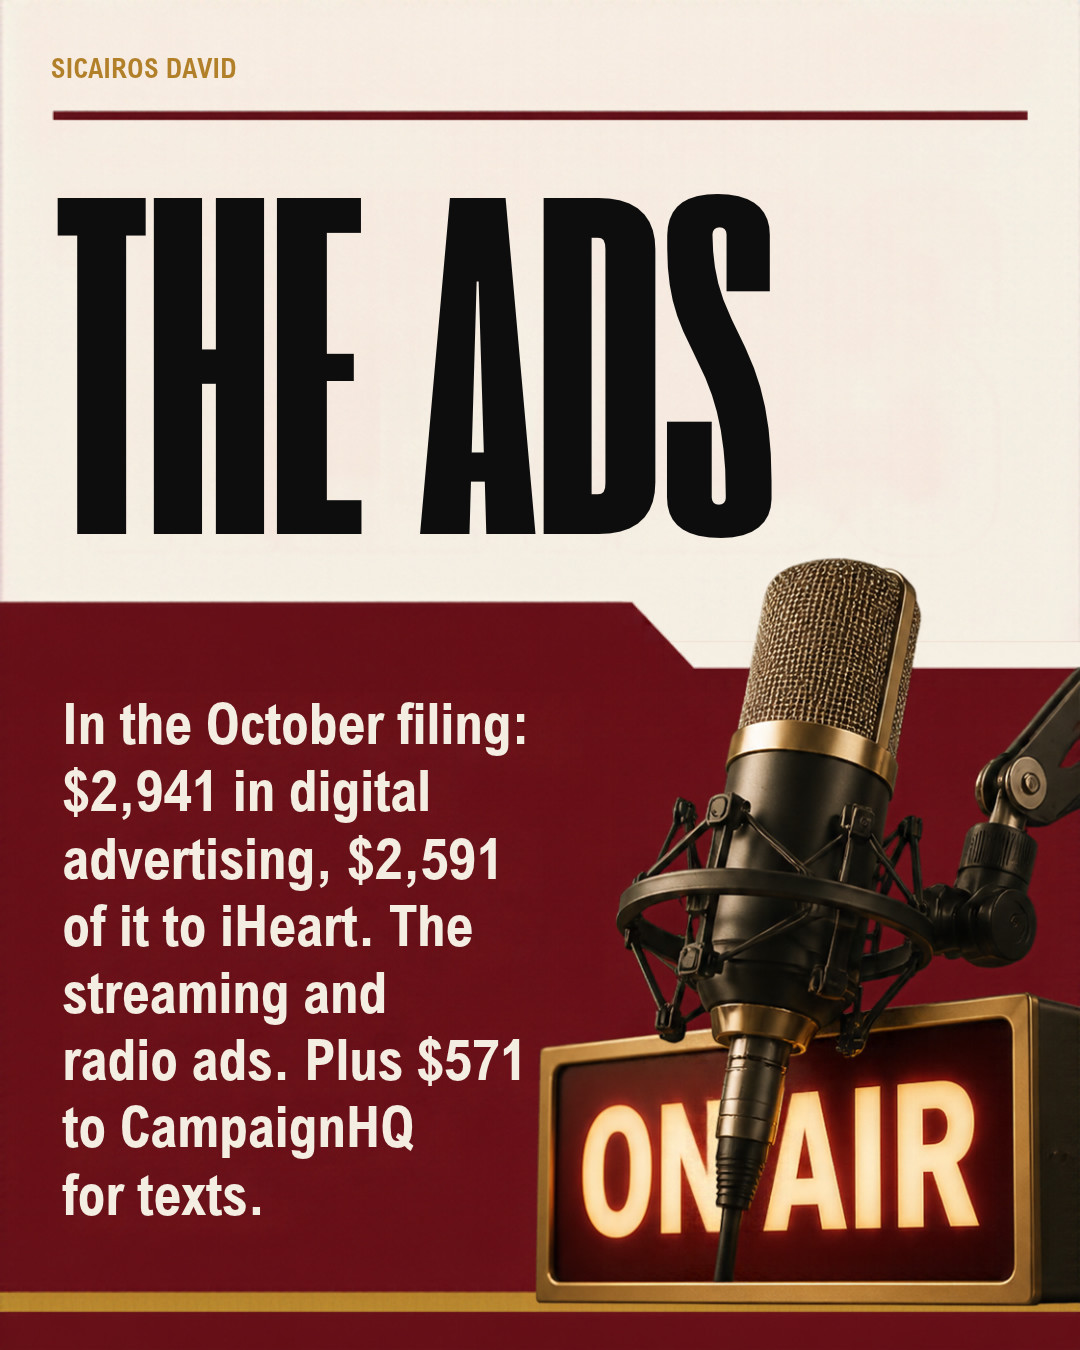 SICAIROS DAVID
THE ADS
In the October filing:
$2,941 in digital
advertising, $2,591
of it to iHeart. The
streaming and
radio ads. Plus $571
to CampaignHQ
for texts.
ON AIR